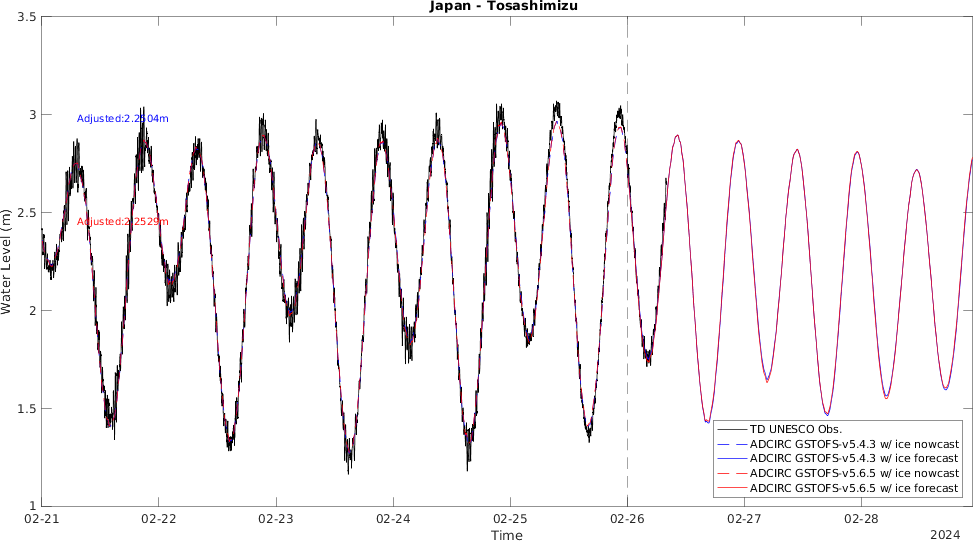 Japan - Tosashimizu
3.5
3
2.5
2
1.5
1
Water Level (m)
Adjusted:2.2504m
Adjusted:2.2529m
TD UNESCO Obs.
ADCIRC GSTOFS-v5.4.3 w/ ice nowcast
ADCIRC GSTOFS-v5.4.3 w/ ice forecast
ADCIRC GSTOFS-v5.6.5 w/ ice nowcast
ADCIRC GSTOFS-v5.6.5 w/ ice forecast
02-21 02-22 02-23 02-24 02-25 02-26 02-27 02-28
Time
2024